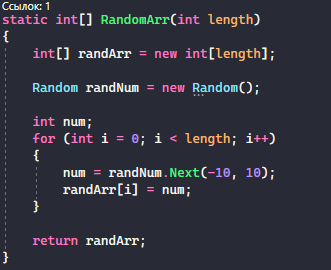 Ссылок: 1
static int[] RandomArr(int length)
{
    int[] randArr = new int[length];

    Random randNum = new Random();

    int num;
    for (int i = 0; i < length; i++)
    {
        num = randNum.Next(-10, 10);
        randArr[i] = num;
    }

    return randArr;
}